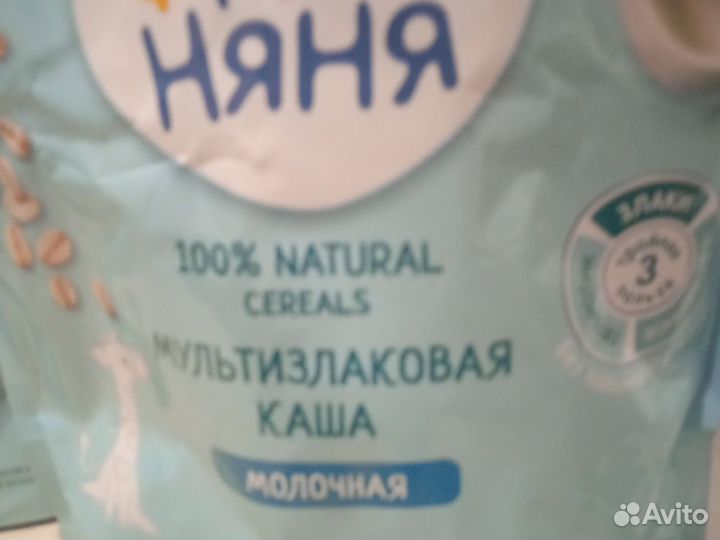 НЯНЯ
100% NATURAL
CEREALS
МУЛЬТИЗЛАКОВАЯ
КАША
МОЛОЧНАЯ
ЗЛАКИ
3
Avito